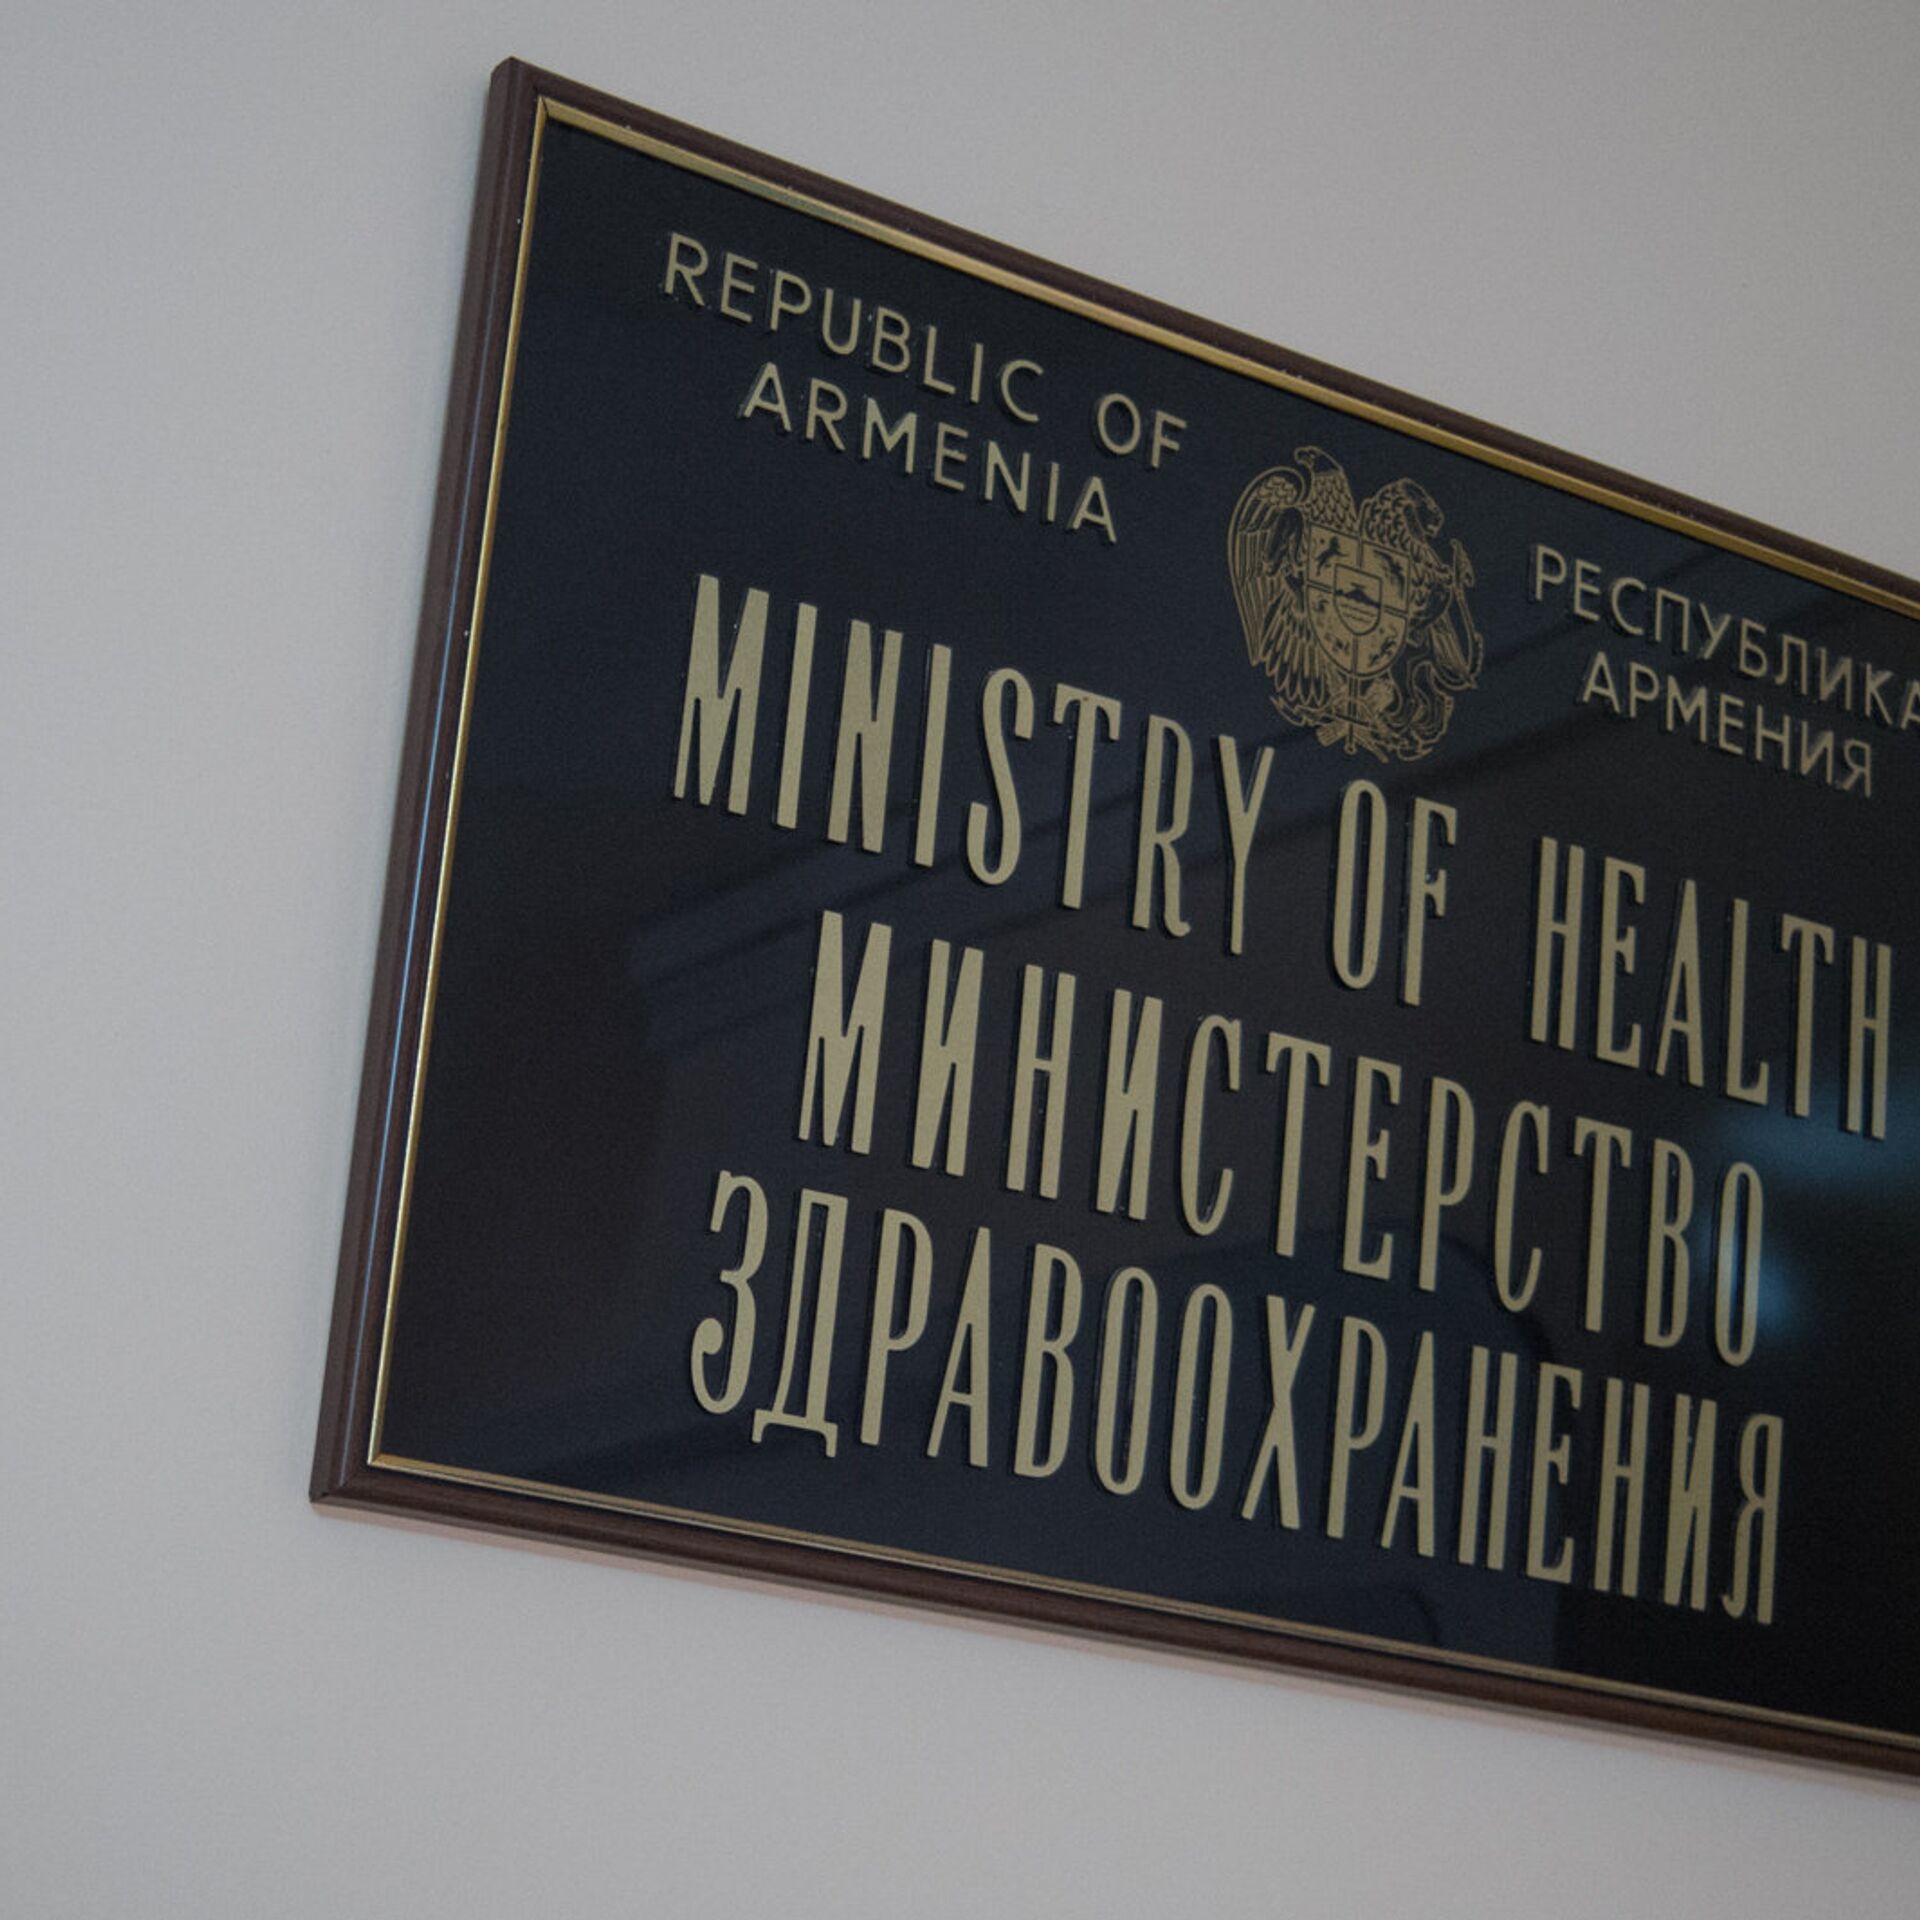 REPUBLIC OF
ARMENIA
РЕСПУБЛИКА
АРМЕНИЯ
MINISTRY OF HEALTH
МИНИСТЕРСТВО
ЗДРАВООХРАНЕНИЯ